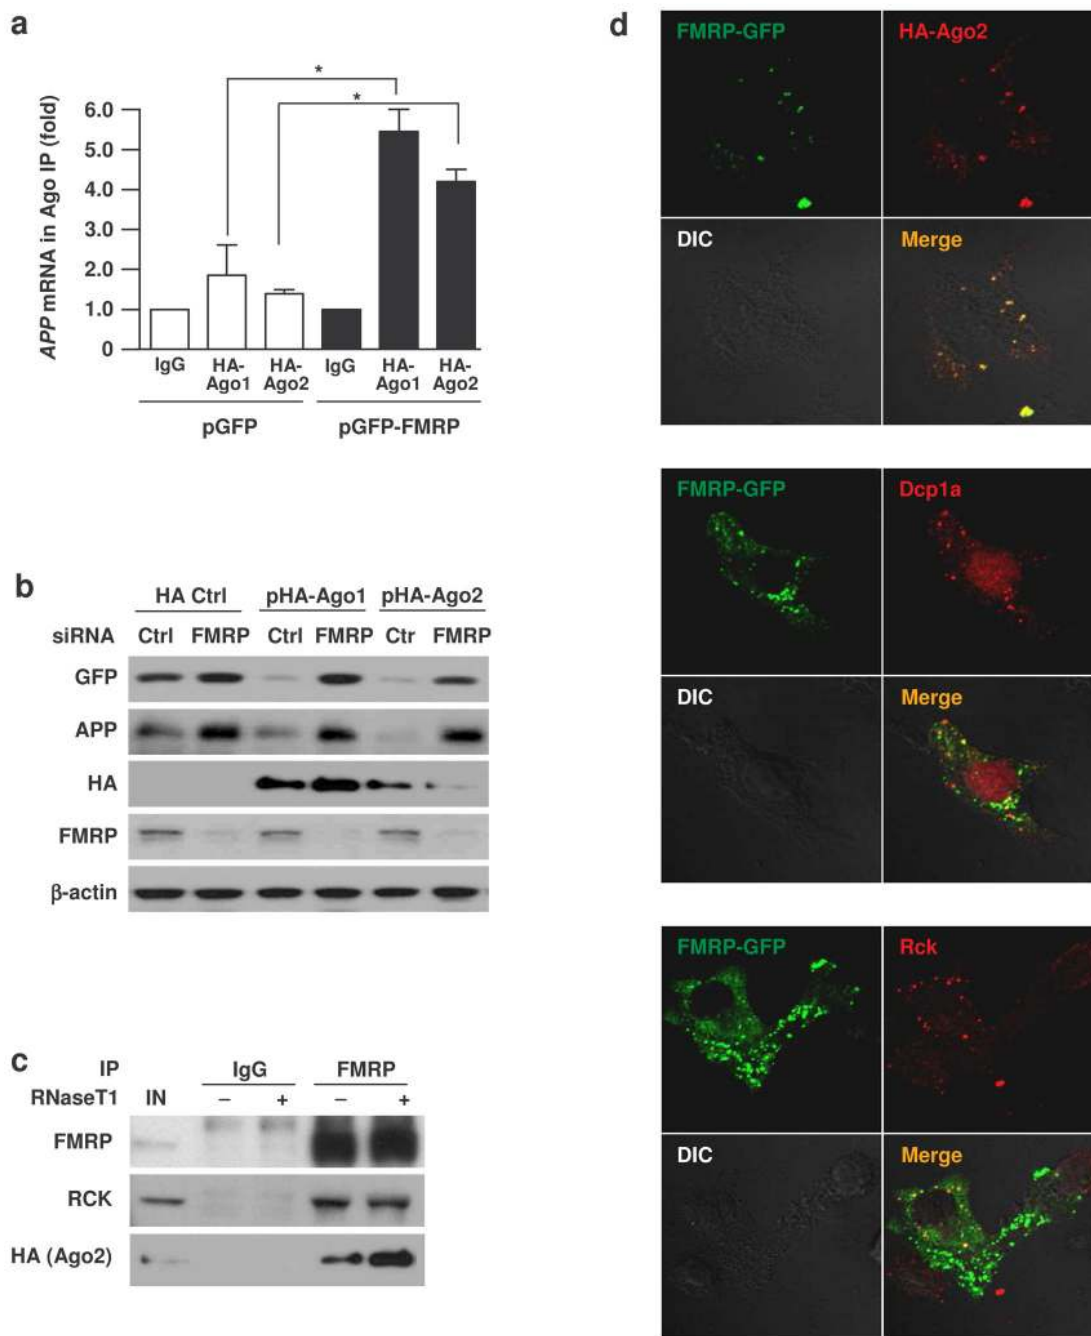 a
APP mRNA in Ago IP (fold)
6.0
5.0
4.0
3.0
2.0
1.0
0
*
*
IgG HA-Ago1 HA-Ago2 IgG HA-Ago1 HA-Ago2
pGFP pGFP-FMRP
b
HA Ctrl pHA-Ago1 pHA-Ago2
siRNA Ctrl FMRP Ctrl FMRP Ctr FMRP
GFP
APP
HA
FMRP
β-actin
c
IP IgG FMRP
RNaseT1 IN – + – +
FMRP
RCK
HA (Ago2)
d
FMRP-GFP HA-Ago2
DIC Merge
FMRP-GFP Dcp1a
DIC Merge
FMRP-GFP Rck
DIC Merge